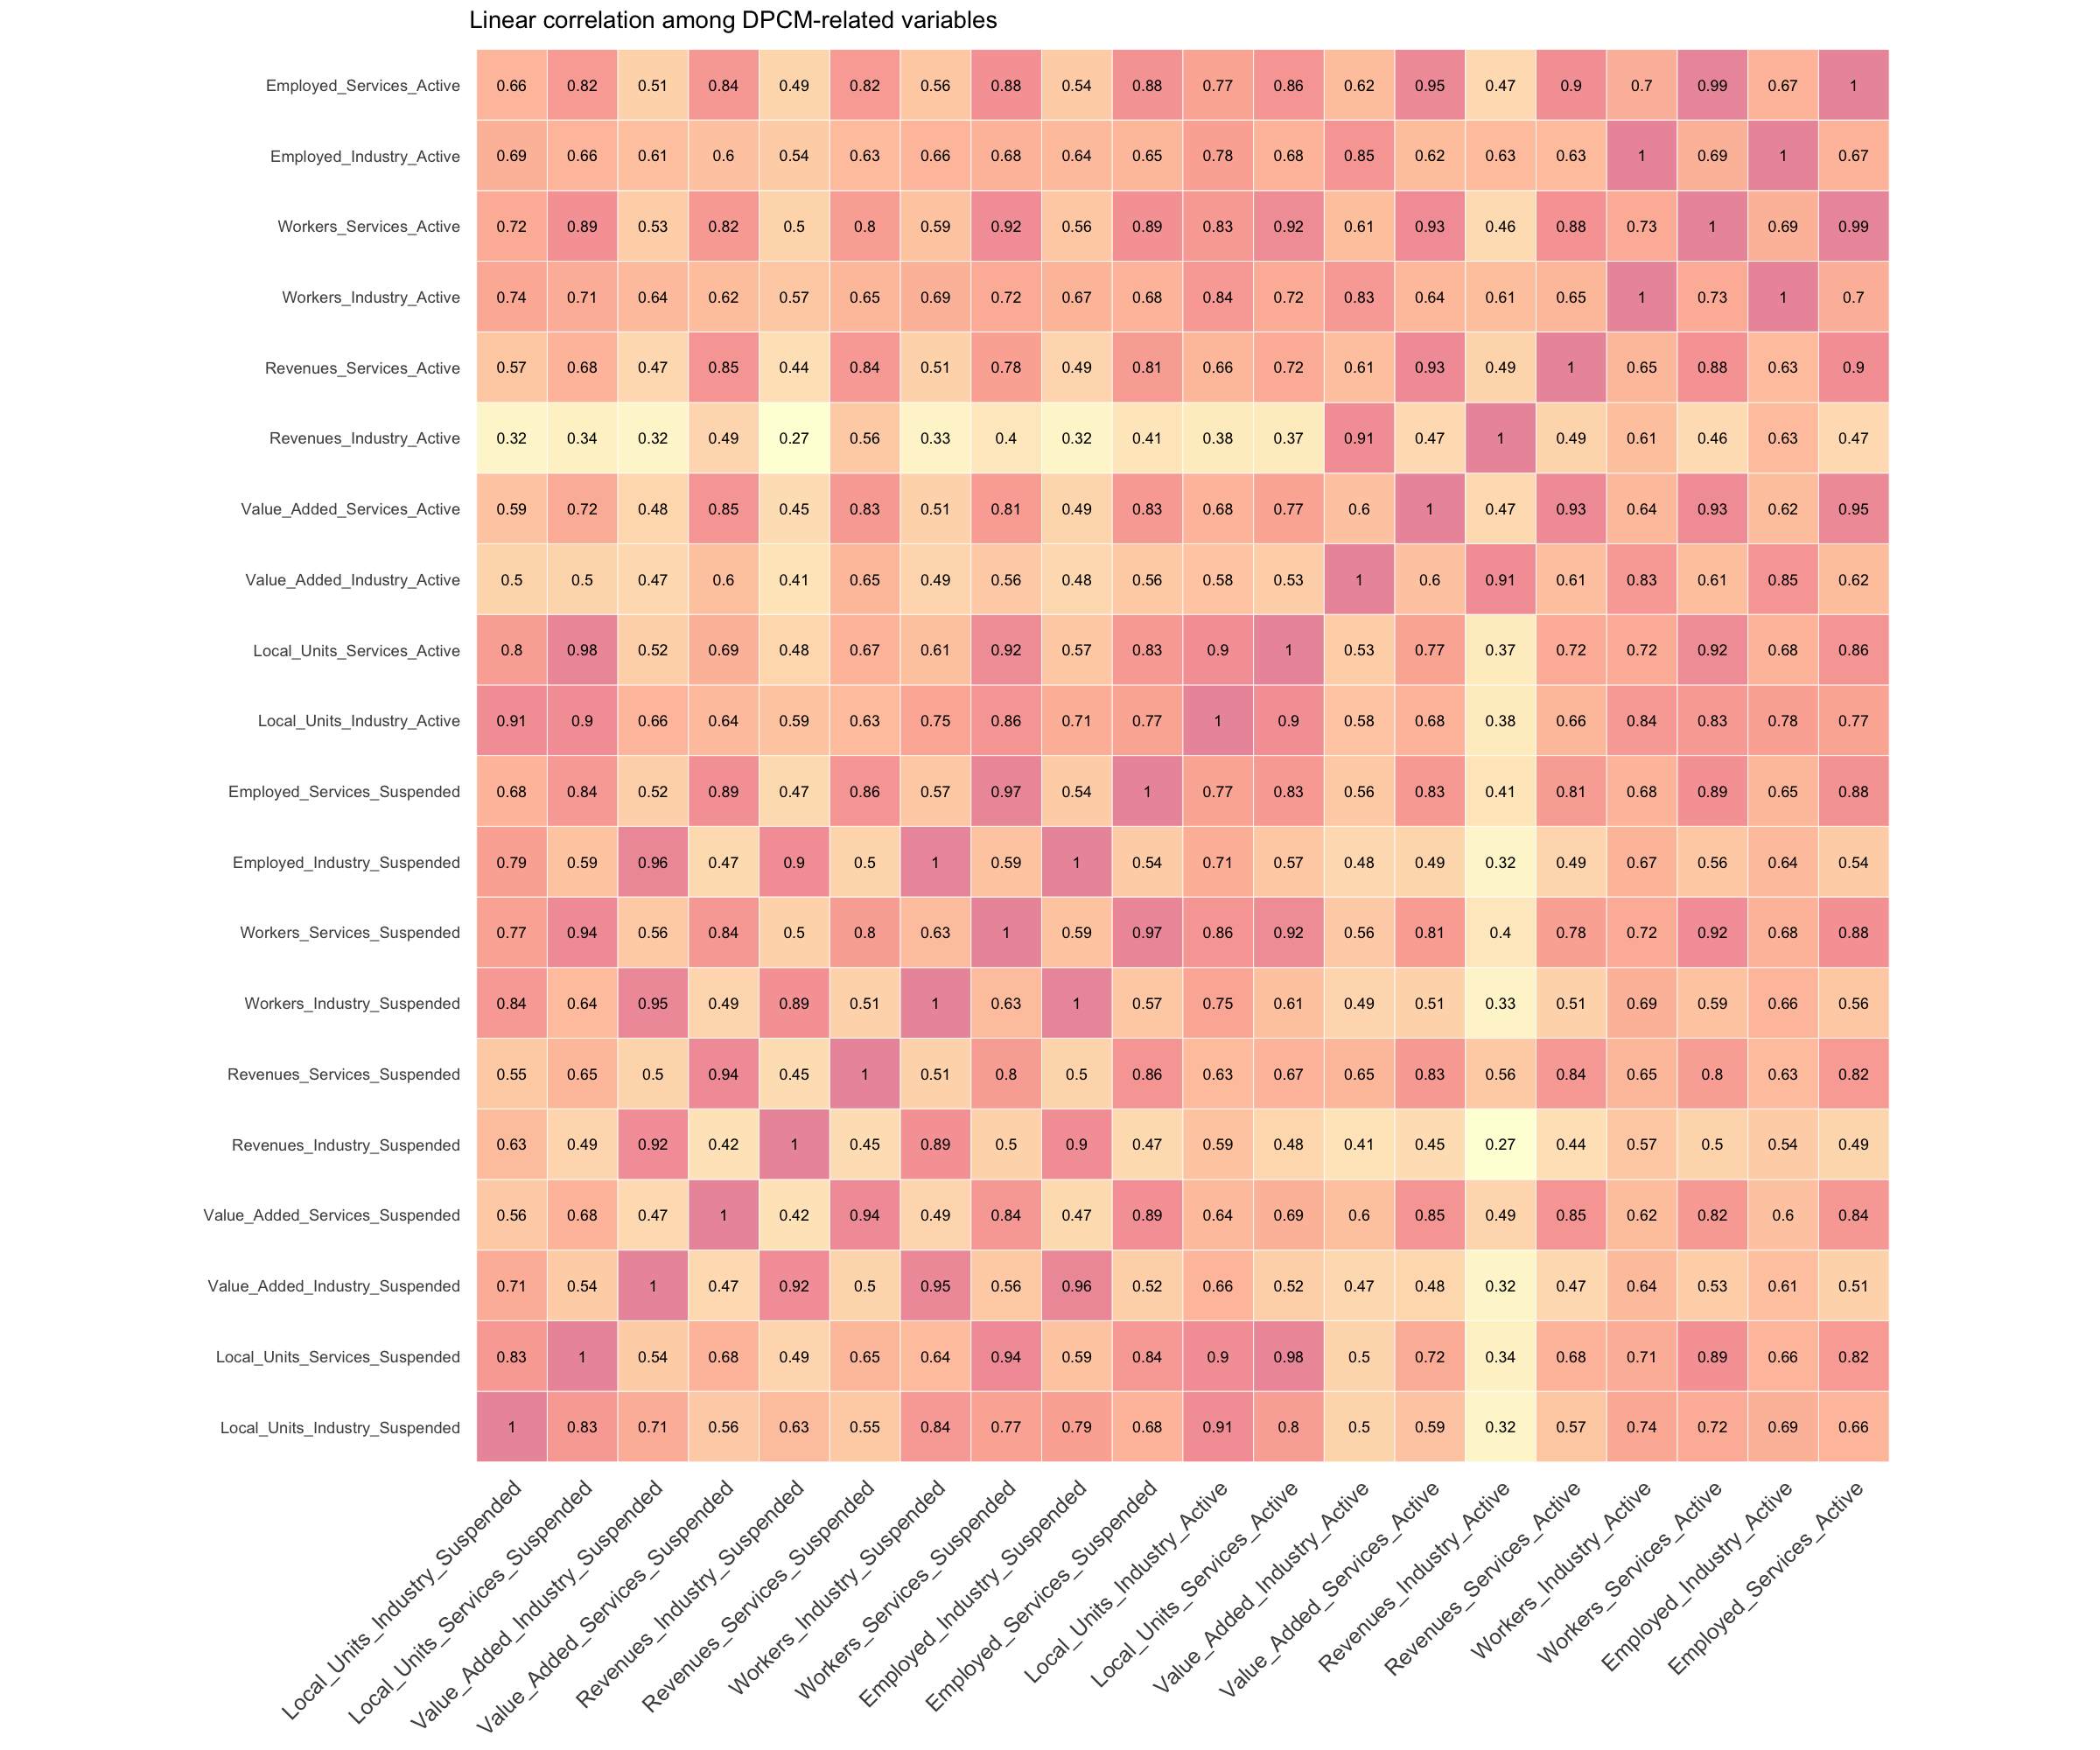 Linear correlation among DPCM-related variables
Employed_Services_Active 0.66 0.82 0.51 0.84 0.49 0.82 0.56 0.88 0.54 0.88 0.77 0.86 0.62 0.95 0.47 0.9 0.7 0.99 0.67 1
Employed_Industry_Active 0.69 0.66 0.61 0.6 0.54 0.63 0.66 0.68 0.64 0.65 0.78 0.68 0.85 0.62 0.63 0.63 1 0.69 1 0.67
Workers_Services_Active 0.72 0.89 0.53 0.82 0.5 0.8 0.59 0.92 0.56 0.89 0.83 0.92 0.61 0.93 0.46 0.88 0.73 1 0.69 0.99
Workers_Industry_Active 0.74 0.71 0.64 0.62 0.57 0.65 0.69 0.72 0.67 0.68 0.84 0.72 0.83 0.64 0.61 0.65 1 0.73 1 0.7
Revenues_Services_Active 0.57 0.68 0.47 0.85 0.44 0.84 0.51 0.78 0.49 0.81 0.66 0.72 0.61 0.93 0.49 1 0.65 0.88 0.63 0.9
Revenues_Industry_Active 0.32 0.34 0.32 0.49 0.27 0.56 0.33 0.4 0.32 0.41 0.38 0.37 0.91 0.47 1 0.49 0.61 0.46 0.63 0.47
Value_Added_Services_Active 0.59 0.72 0.48 0.85 0.45 0.83 0.51 0.81 0.49 0.83 0.68 0.77 0.6 1 0.47 0.93 0.64 0.93 0.62 0.95
Value_Added_Industry_Active 0.5 0.5 0.47 0.6 0.41 0.65 0.49 0.56 0.48 0.56 0.58 0.53 1 0.6 0.91 0.61 0.83 0.61 0.85 0.62
Local_Units_Services_Active 0.8 0.98 0.52 0.69 0.48 0.67 0.61 0.92 0.57 0.83 0.9 1 0.53 0.77 0.37 0.72 0.72 0.92 0.68 0.86
Local_Units_Industry_Active 0.91 0.9 0.66 0.64 0.59 0.63 0.75 0.86 0.71 0.77 1 0.9 0.58 0.68 0.38 0.66 0.84 0.83 0.78 0.77
Employed_Services_Suspended 0.68 0.84 0.52 0.89 0.47 0.86 0.57 0.97 0.54 1 0.77 0.83 0.56 0.83 0.41 0.81 0.68 0.89 0.65 0.88
Employed_Industry_Suspended 0.79 0.59 0.96 0.47 0.9 0.5 1 0.59 1 0.54 0.71 0.57 0.48 0.49 0.32 0.49 0.67 0.56 0.64 0.54
Workers_Services_Suspended 0.77 0.94 0.56 0.84 0.5 0.8 0.63 1 0.59 0.97 0.86 0.92 0.56 0.81 0.4 0.78 0.72 0.92 0.68 0.88
Workers_Industry_Suspended 0.84 0.64 0.95 0.49 0.89 0.51 1 0.63 1 0.57 0.75 0.61 0.49 0.51 0.33 0.51 0.69 0.59 0.66 0.56
Revenues_Services_Suspended 0.55 0.65 0.5 0.94 0.45 1 0.51 0.8 0.5 0.86 0.63 0.67 0.65 0.83 0.56 0.84 0.65 0.8 0.63 0.82
Revenues_Industry_Suspended 0.63 0.49 0.92 0.42 1 0.45 0.89 0.5 0.9 0.47 0.59 0.48 0.41 0.45 0.27 0.44 0.57 0.5 0.54 0.49
Value_Added_Services_Suspended 0.56 0.68 0.47 1 0.42 0.94 0.49 0.84 0.47 0.89 0.64 0.69 0.6 0.85 0.49 0.85 0.62 0.82 0.6 0.84
Value_Added_Industry_Suspended 0.71 0.54 1 0.47 0.92 0.5 0.95 0.56 0.96 0.52 0.66 0.52 0.47 0.48 0.32 0.47 0.64 0.53 0.61 0.51
Local_Units_Services_Suspended 0.83 1 0.54 0.68 0.49 0.65 0.64 0.94 0.59 0.84 0.9 0.98 0.5 0.72 0.34 0.68 0.71 0.89 0.66 0.82
Local_Units_Industry_Suspended 1 0.83 0.71 0.56 0.63 0.55 0.84 0.77 0.79 0.68 0.91 0.8 0.5 0.59 0.32 0.57 0.74 0.72 0.69 0.66
Local_Units_Industry_Suspended
Local_Units_Services_Suspended
Value_Added_Industry_Suspended
Value_Added_Services_Suspended
Revenues_Industry_Suspended
Revenues_Services_Suspended
Workers_Industry_Suspended
Workers_Services_Suspended
Employed_Industry_Suspended
Employed_Services_Suspended
Local_Units_Industry_Active
Local_Units_Services_Active
Value_Added_Industry_Active
Value_Added_Services_Active
Revenues_Industry_Active
Revenues_Services_Active
Workers_Industry_Active
Workers_Services_Active
Employed_Industry_Active
Employed_Services_Active